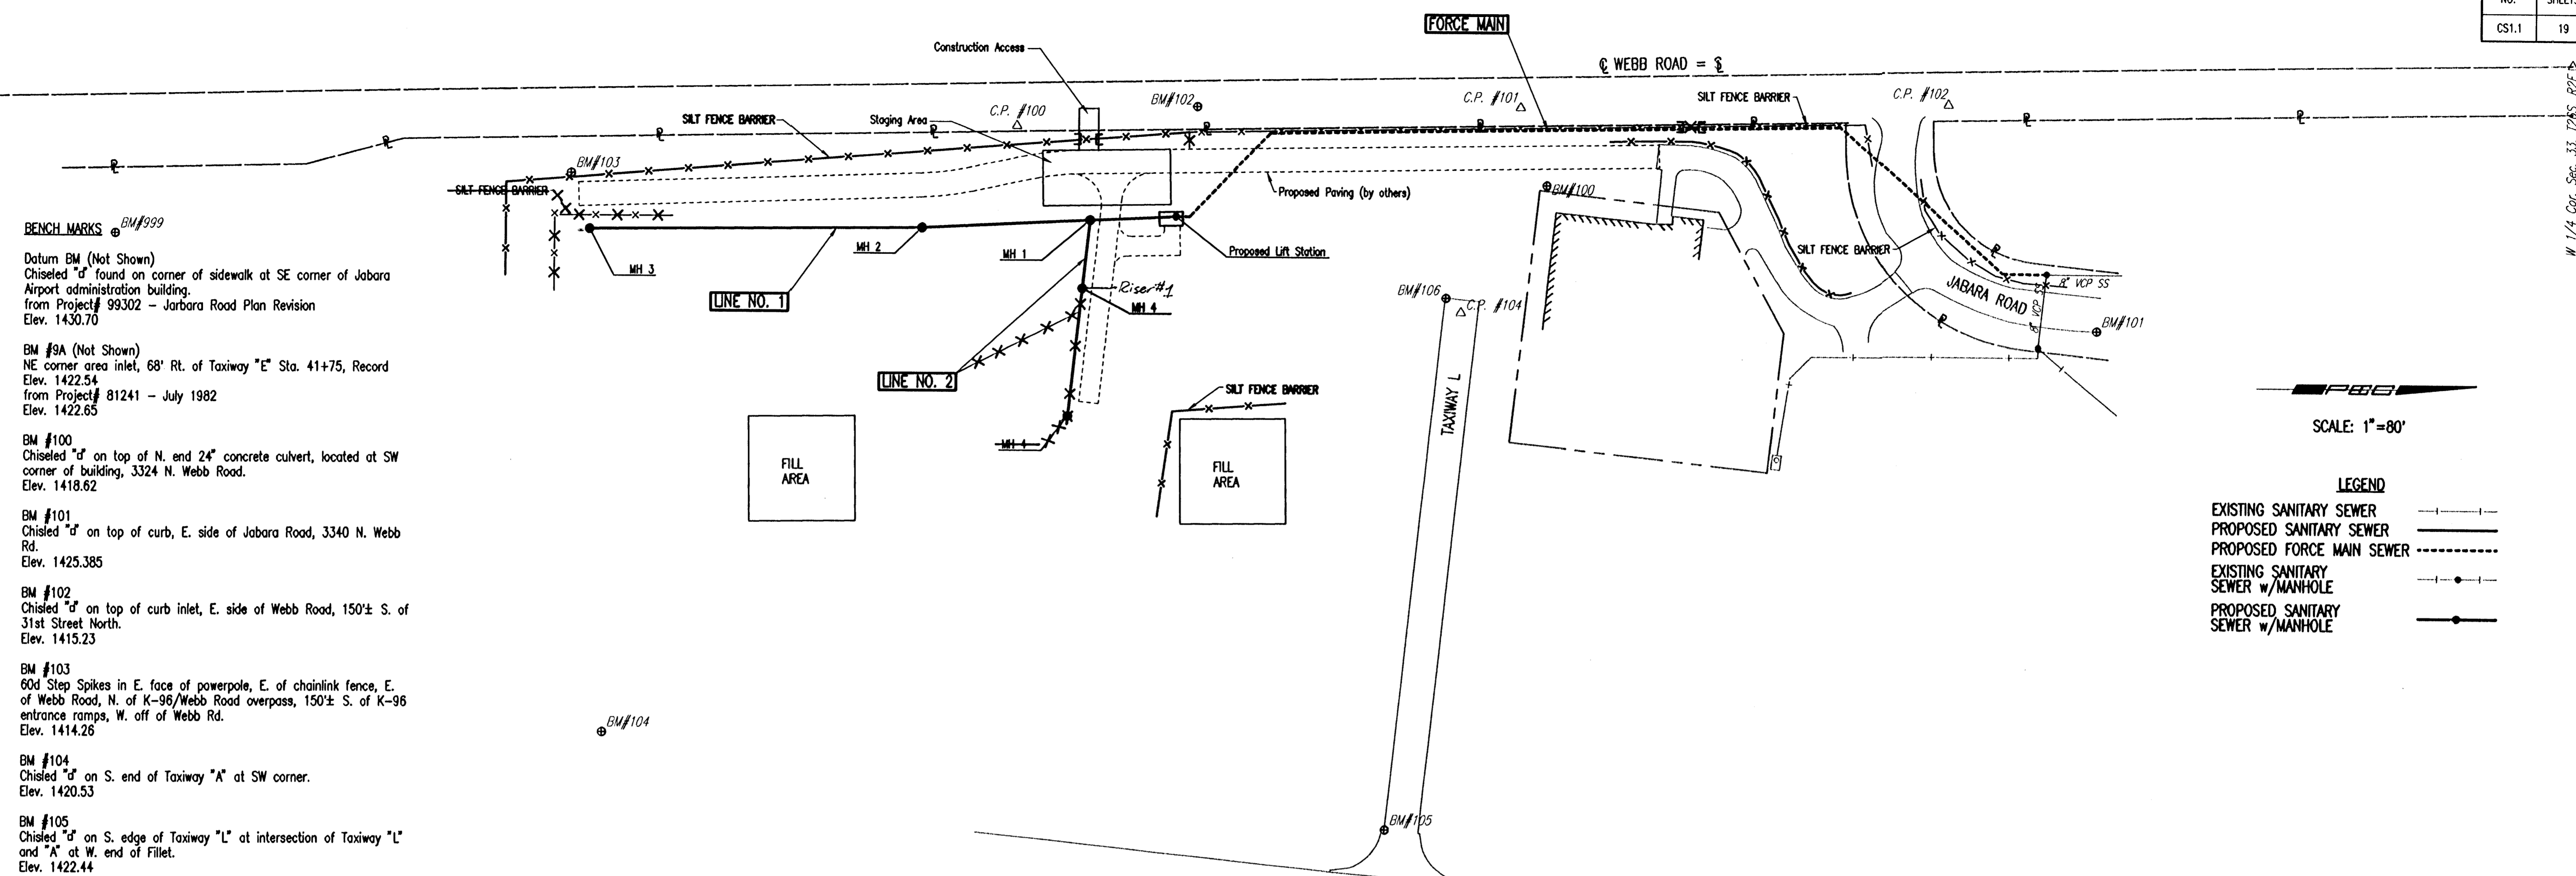 NO.
CS1.1
19
FORCE MAIN
Construction Access
℄ WEBB ROAD =
BM#102
C.P. #101
SILT FENCE BARRIER
C.P. #102
C.P. #100
Staging Area
SILT FENCE BARRIER
BM#103
SILT FENCE BARRIER
Proposed Paving (by others)
BM#100
W 1/4 Cor. Sec. 33, T26S, R2E
MH 3
MH 2
MH 1
Proposed Lift Station
SILT FENCE BARRIER
LINE NO. 1
Riser#1
MH 4
BM#106
C.P. #104
JABARA ROAD
8" VCP SS
8" VCP SS
BM#101
LINE NO. 2
SILT FENCE BARRIER
TAXIWAY L
MH 4
FILL
AREA
FILL
AREA
BM#104
BM#105
BENCH MARKS
BM#999
Datum BM (Not Shown)
Chiseled "□" found on corner of sidewalk at SE corner of Jabara
Airport administration building.
from Project# 99302 - Jarbara Road Plan Revision
Elev. 1430.70
BM #9A (Not Shown)
NE corner area inlet, 68' Rt. of Taxiway "E" Sta. 41+75, Record
Elev. 1422.54
from Project# 81241 - July 1982
Elev. 1422.65
BM #100
Chiseled "□" on top of N. end 24" concrete culvert, located at SW
corner of building, 3324 N. Webb Road.
Elev. 1418.62
BM #101
Chisled "□" on top of curb, E. side of Jabara Road, 3340 N. Webb
Rd.
Elev. 1425.385
BM #102
Chisled "□" on top of curb inlet, E. side of Webb Road, 150'± S. of
31st Street North.
Elev. 1415.23
BM #103
60d Step Spikes in E. face of powerpole, E. of chainlink fence, E.
of Webb Road, N. of K-96/Webb Road overpass, 150'± S. of K-96
entrance ramps, W. off of Webb Rd.
Elev. 1414.26
BM #104
Chisled "□" on S. end of Taxiway "A" at SW corner.
Elev. 1420.53
BM #105
Chisled "□" on S. edge of Taxiway "L" at intersection of Taxiway "L"
and "A" at W. end of Fillet.
Elev. 1422.44
SCALE: 1"=80'
LEGEND
EXISTING SANITARY SEWER
PROPOSED SANITARY SEWER
PROPOSED FORCE MAIN SEWER
EXISTING SANITARY
SEWER w/MANHOLE
PROPOSED SANITARY
SEWER w/MANHOLE